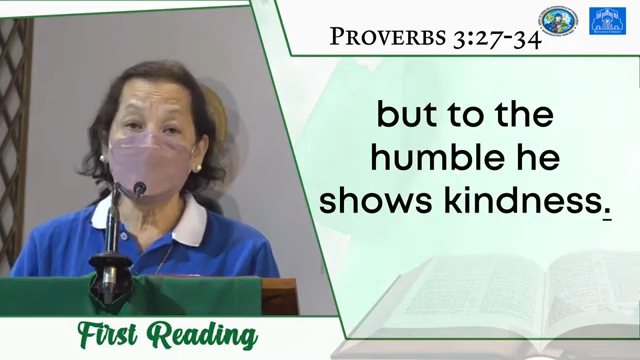 PROVERBS 3:27-34
but to the
humble he
shows kindness.
First Reading